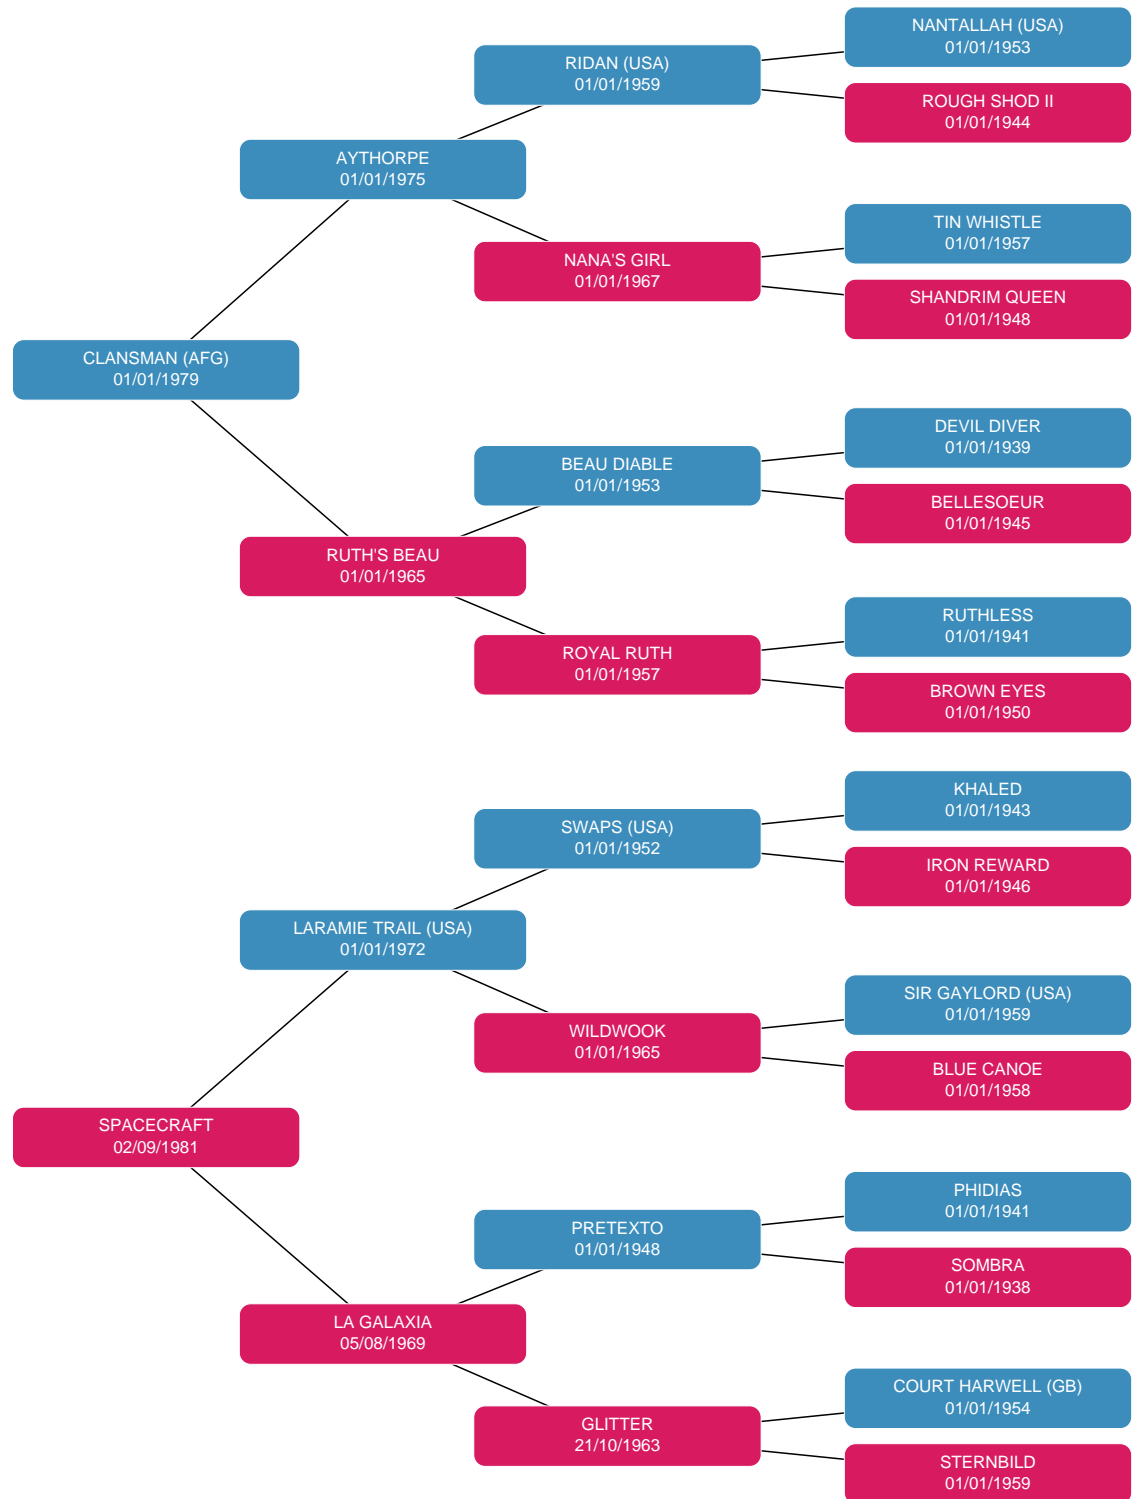 NANTALLAH (USA)
01/01/1953
RIDAN (USA)
01/01/1959
ROUGH SHOD II
01/01/1944
AYTHORPE
01/01/1975
TIN WHISTLE
01/01/1957
NANA'S GIRL
01/01/1967
SHANDRIM QUEEN
01/01/1948
CLANSMAN (AFG)
01/01/1979
DEVIL DIVER
01/01/1939
BEAU DIABLE
01/01/1953
BELLESOEUR
01/01/1945
RUTH'S BEAU
01/01/1965
RUTHLESS
01/01/1941
ROYAL RUTH
01/01/1957
BROWN EYES
01/01/1950
KHALED
01/01/1943
SWAPS (USA)
01/01/1952
IRON REWARD
01/01/1946
LARAMIE TRAIL (USA)
01/01/1972
SIR GAYLORD (USA)
01/01/1959
WILDWOOK
01/01/1965
BLUE CANOE
01/01/1958
SPACECRAFT
02/09/1981
PHIDIAS
01/01/1941
PRETEXTO
01/01/1948
SOMBRA
01/01/1938
LA GALAXIA
05/08/1969
COURT HARWELL (GB)
01/01/1954
GLITTER
21/10/1963
STERNBILD
01/01/1959